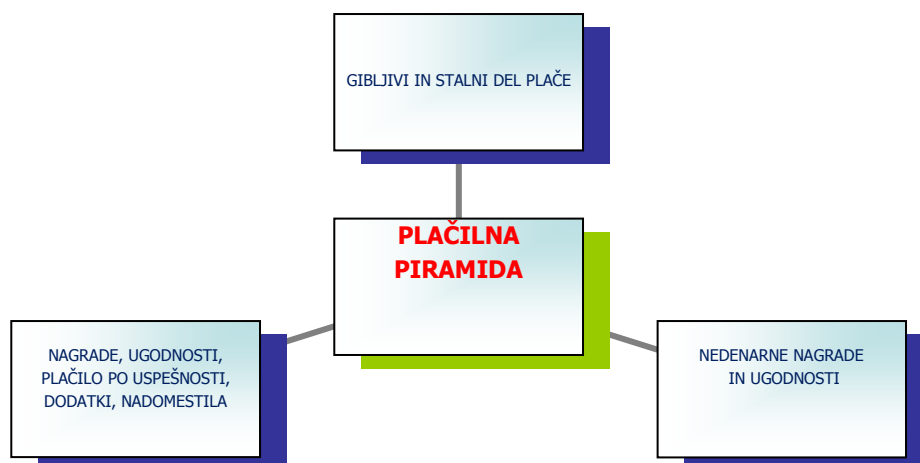 GIBLJIVI IN STALNI DEL PLAČE
PLAČILNA
PIRAMIDA
NAGRADE, UGODNOSTI,
PLAČILO PO USPEŠNOSTI,
DODATKI, NADOMESTILA
NEDENARNE NAGRADE
IN UGODNOSTI